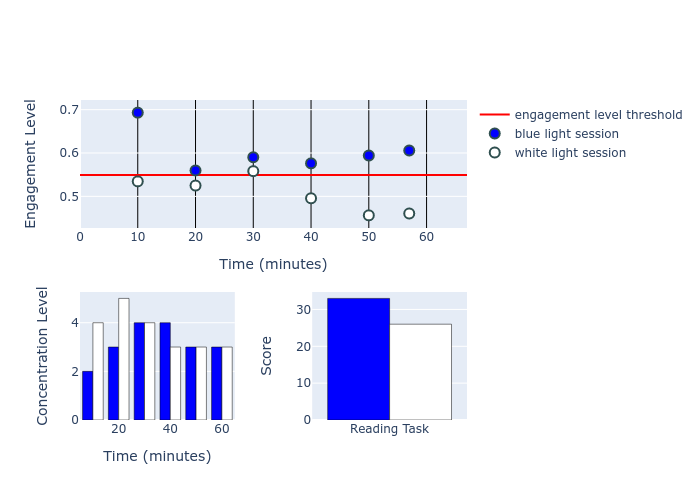 Engagement Level
0.7
0.6
0.5
0 10 20 30 40 50 60
Time (minutes)
engagement level threshold
blue light session
white light session
Concentration Level
4
2
0
20 40 60
Time (minutes)
Score
30
20
10
0
Reading Task